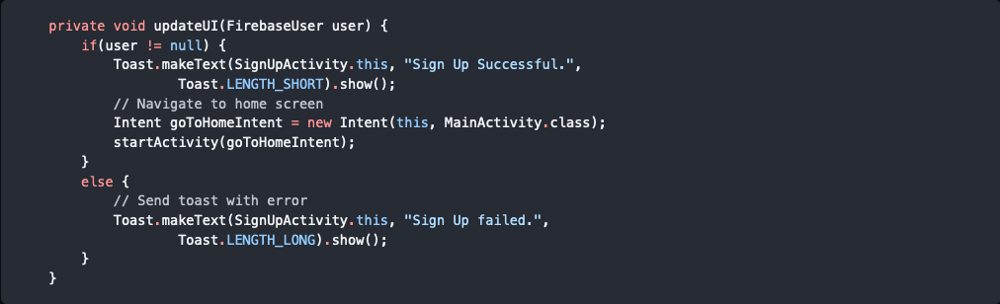 private void updateUI(FirebaseUser user) {
    if(user != null) {
        Toast.makeText(SignUpActivity.this, "Sign Up Successful.",
                Toast.LENGTH_SHORT).show();
        // Navigate to home screen
        Intent goToHomeIntent = new Intent(this, MainActivity.class);
        startActivity(goToHomeIntent);
    }
    else {
        // Send toast with error
        Toast.makeText(SignUpActivity.this, "Sign Up failed.",
                Toast.LENGTH_LONG).show();
    }
}